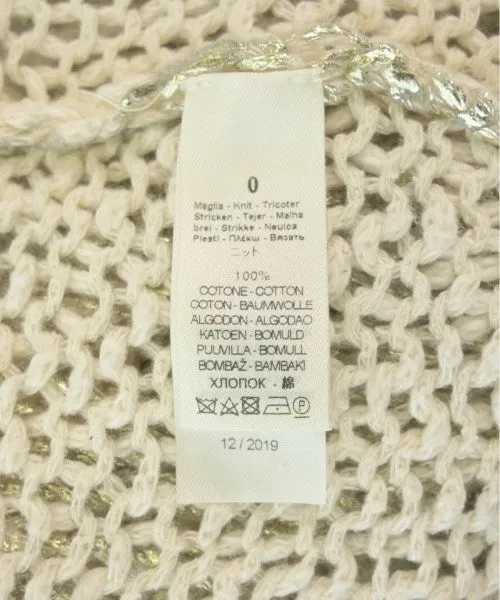 0
Maglia - Knit - Tricoter
Stricken - Tejer - Malha
brei - Strikke - Neuloa
Plesti - Πλέκω - Вязать
ニット
100%
COTONE - COTTON
COTON - BAUMWOLLE
ALGODON - ALGODAO
KATOEN - BOMULD
PUUVILLA - BOMULL
BOMBAŽ - BAMBAKI
ХЛОПОК - 綿
P
12 / 2019